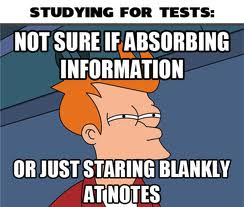 STUDYING FOR TESTS:
NOT SURE IF ABSORBING
INFORMATION
OR JUST STARING BLANKLY
AT NOTES